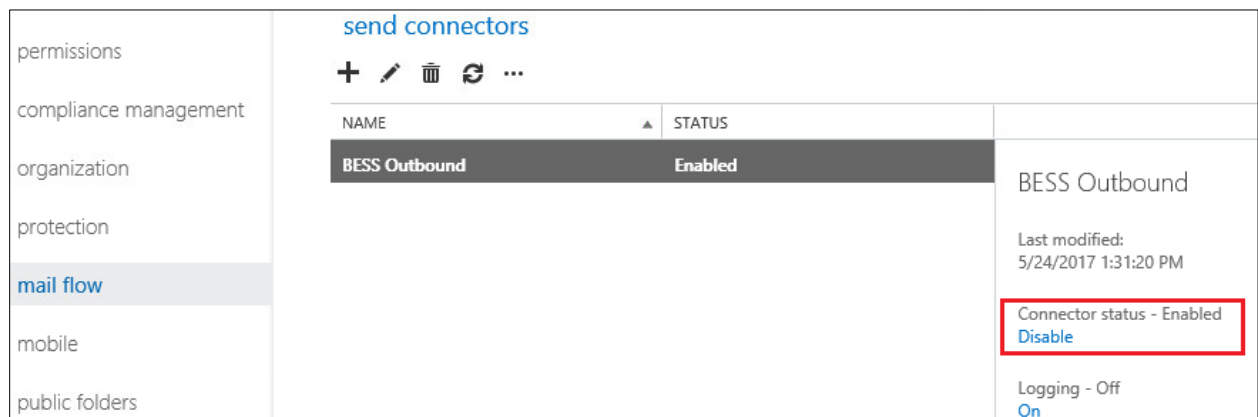 permissions
compliance management
organization
protection
mail flow
mobile
public folders
send connectors
NAME STATUS
BESS Outbound Enabled
BESS Outbound
Last modified:
5/24/2017 1:31:20 PM
Connector status - Enabled
Disable
Logging - Off
On